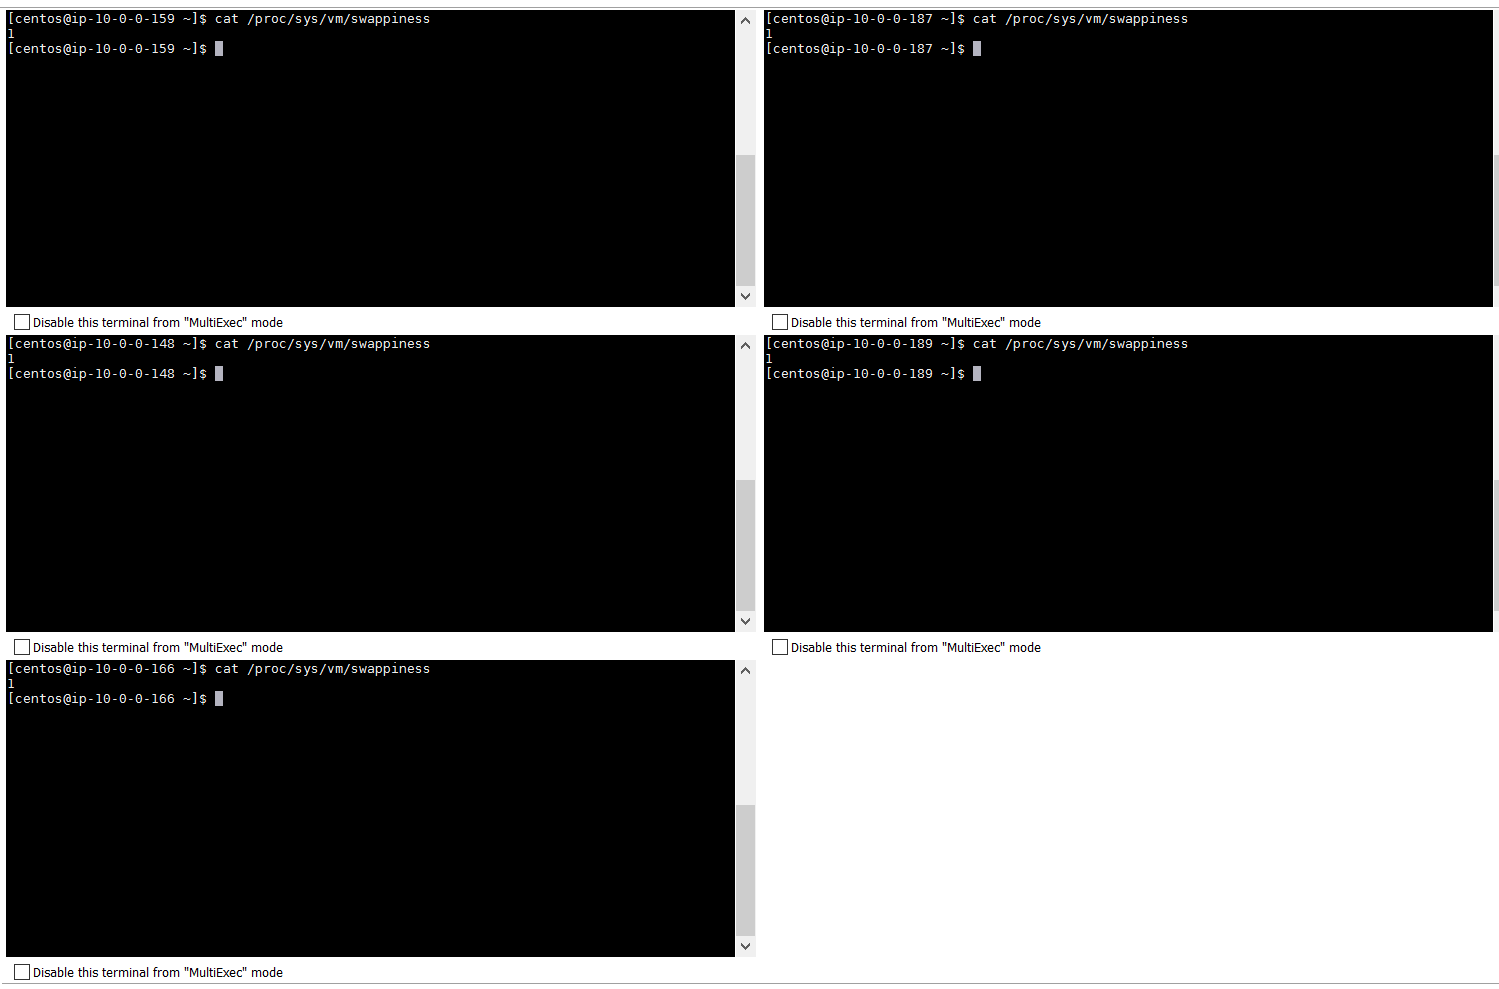 [centos@ip-10-0-0-159 ~]$ cat /proc/sys/vm/swappiness
1
[centos@ip-10-0-0-159 ~]$
Disable this terminal from "MultiExec" mode
[centos@ip-10-0-0-187 ~]$ cat /proc/sys/vm/swappiness
1
[centos@ip-10-0-0-187 ~]$
Disable this terminal from "MultiExec" mode
[centos@ip-10-0-0-148 ~]$ cat /proc/sys/vm/swappiness
1
[centos@ip-10-0-0-148 ~]$
Disable this terminal from "MultiExec" mode
[centos@ip-10-0-0-189 ~]$ cat /proc/sys/vm/swappiness
1
[centos@ip-10-0-0-189 ~]$
Disable this terminal from "MultiExec" mode
[centos@ip-10-0-0-166 ~]$ cat /proc/sys/vm/swappiness
1
[centos@ip-10-0-0-166 ~]$
Disable this terminal from "MultiExec" mode